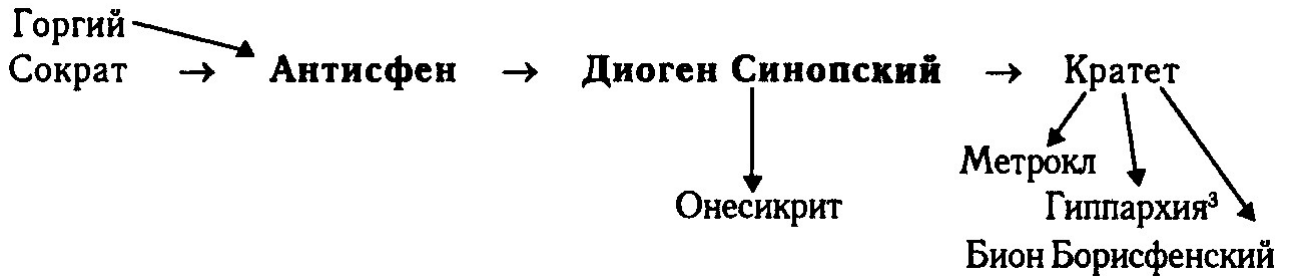 Горгий
Сократ → Антисфен → Диоген Синопский → Кратет
Метрокл
Онесикрит Гиппархия³
Бион Борисфенский